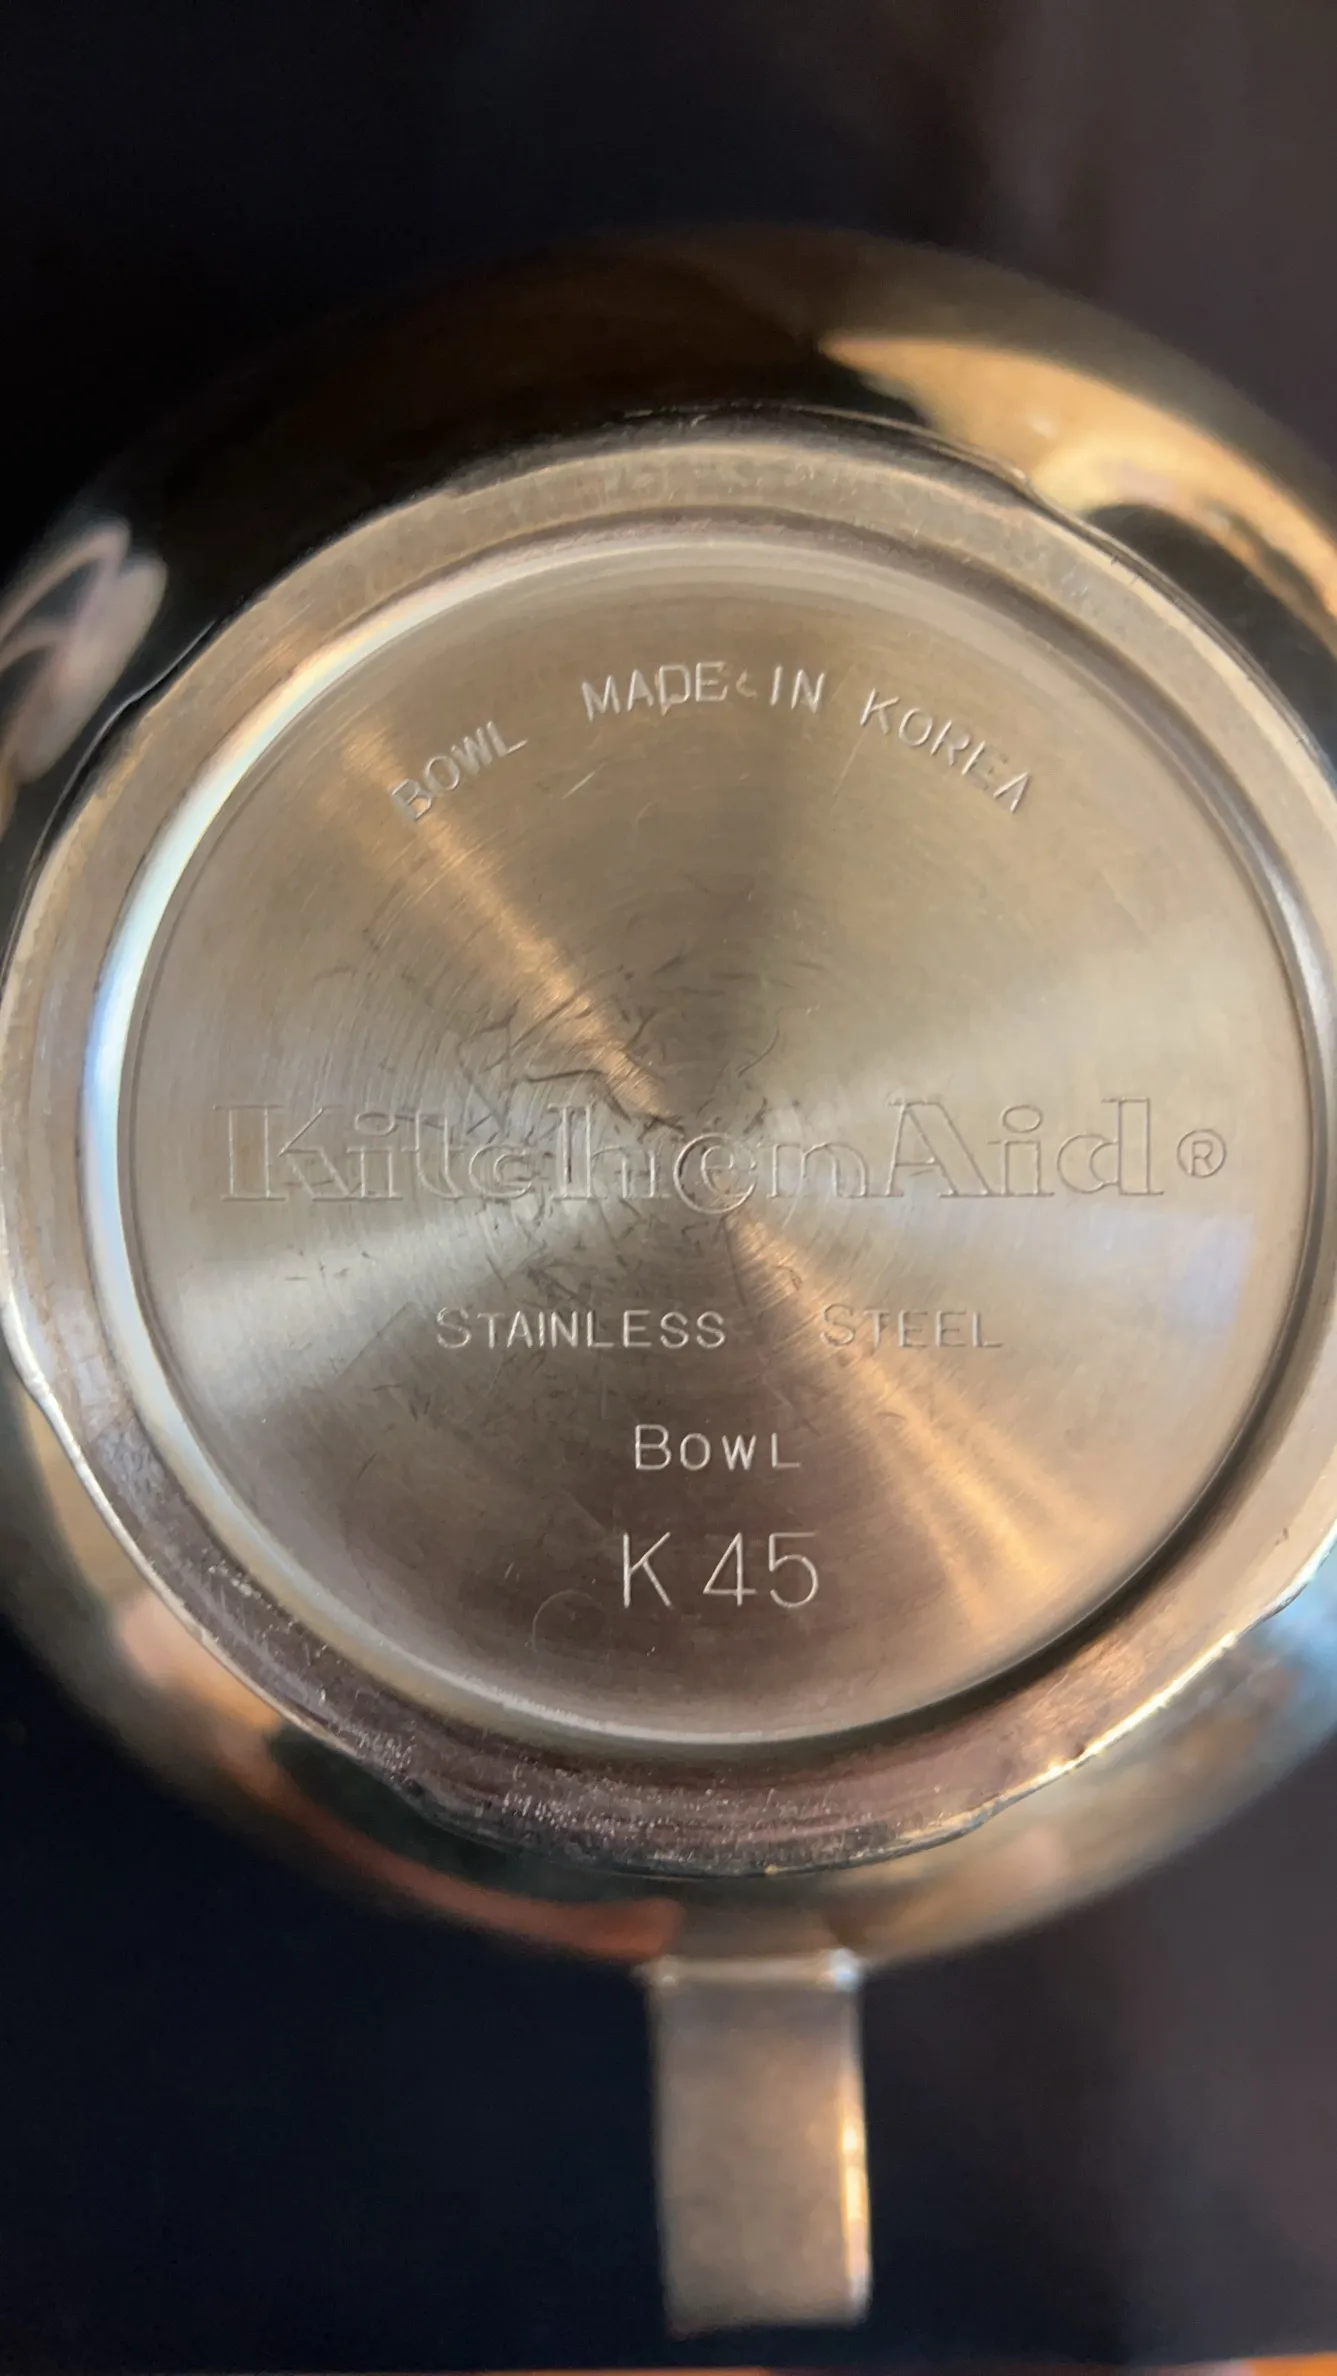 BOWL MADE IN KOREA
KitchenAid®
STAINLESS STEEL
BOWL
K45